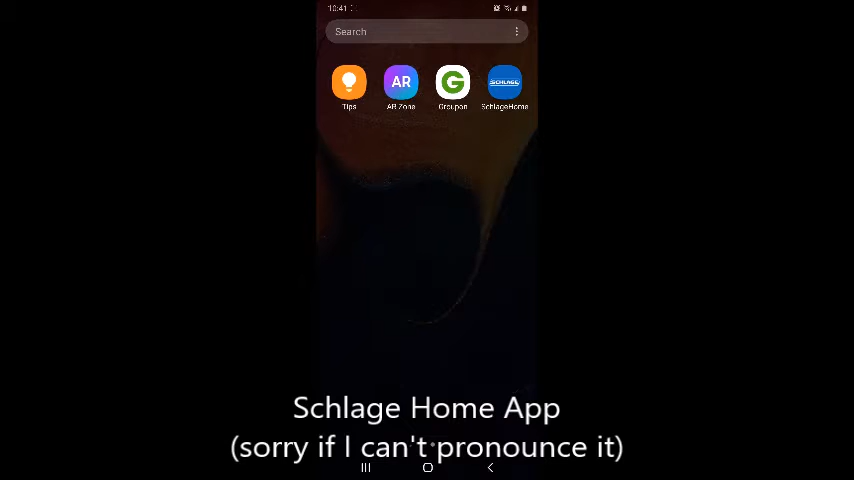 10:41
Search
AR
G
SCHLAGE
Tips
AR Zone
Groupon
SchlageHome
Schlage Home App
(sorry if I can't pronounce it)